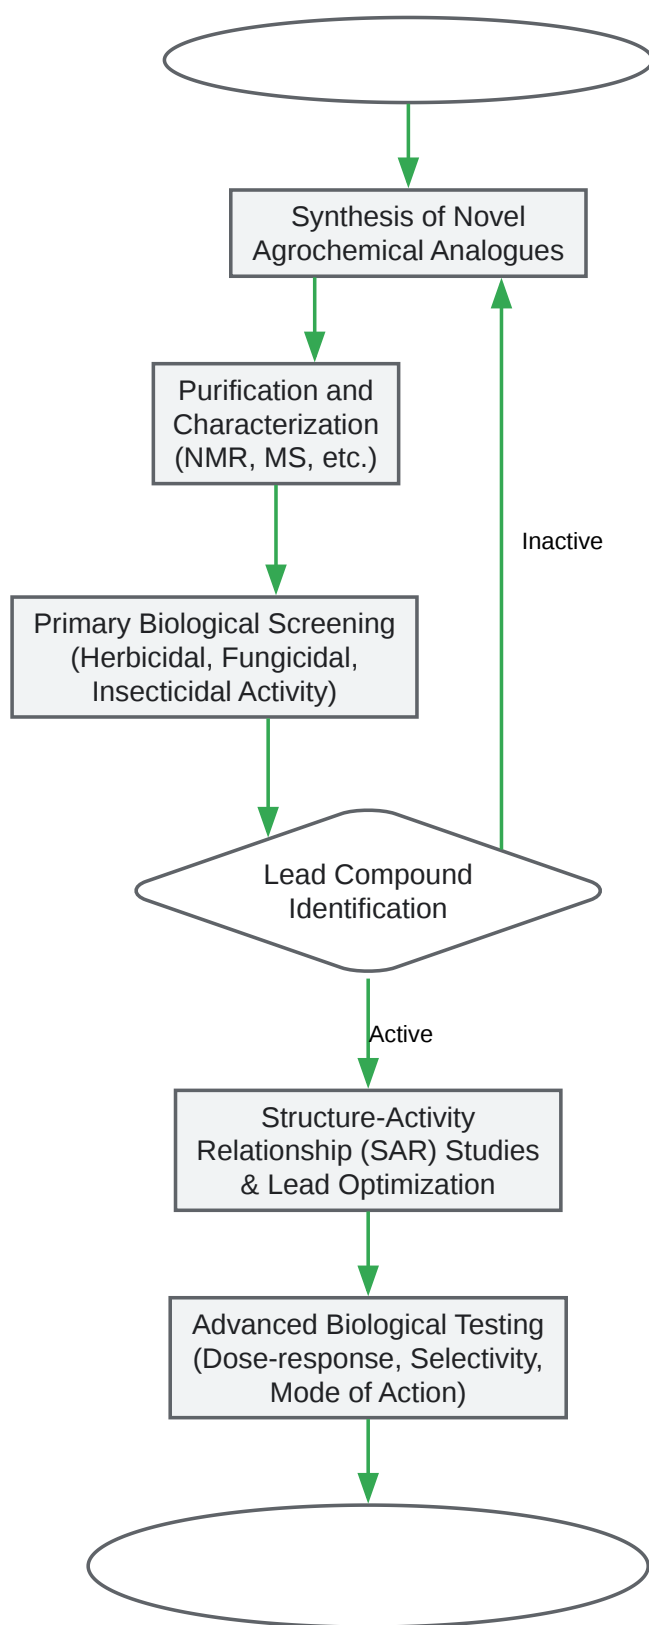 Synthesis of Novel
Agrochemical Analogues
Purification and
Characterization
(NMR, MS, etc.)
Inactive
Primary Biological Screening
(Herbicidal, Fungicidal,
Insecticidal Activity)
Lead Compound
Identification
Active
Structure-Activity
Relationship (SAR) Studies
& Lead Optimization
Advanced Biological Testing
(Dose-response, Selectivity,
Mode of Action)